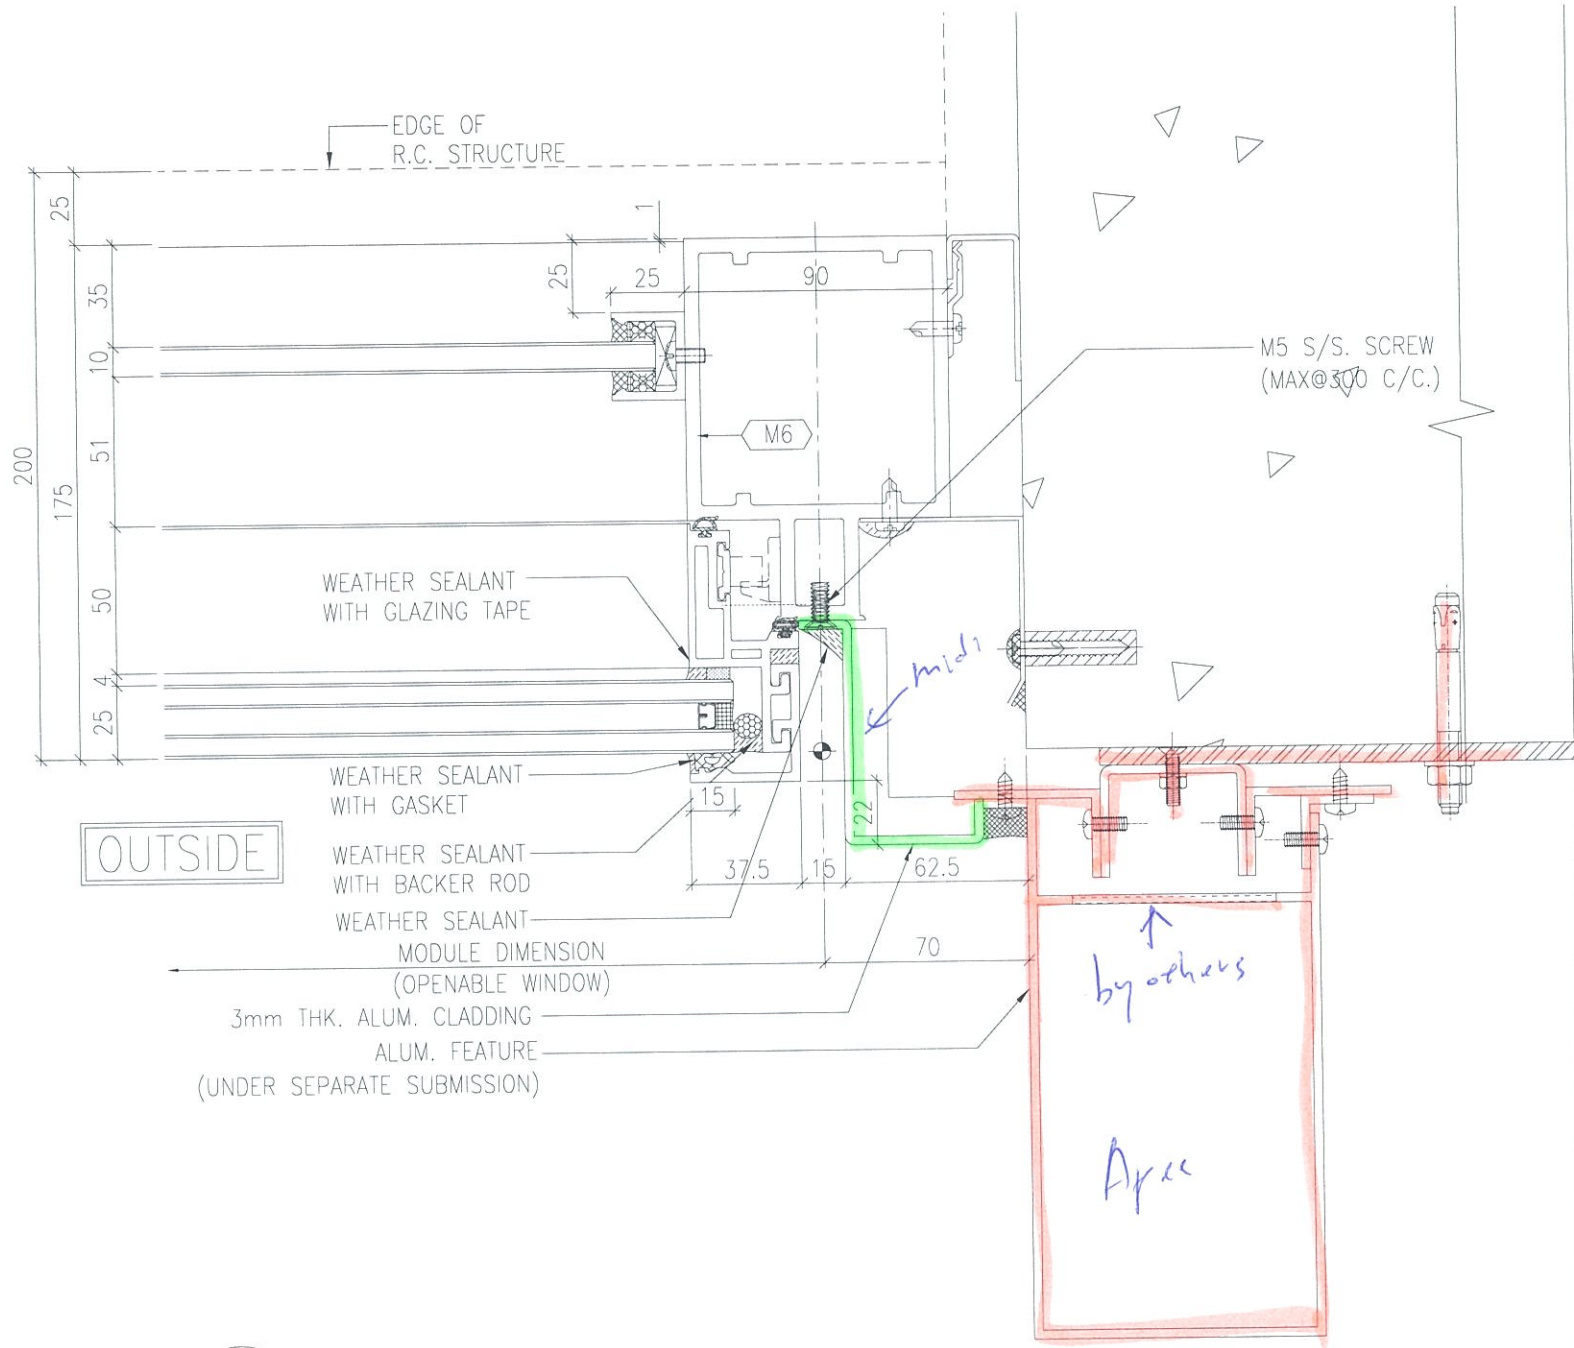 EDGE OF
R.C. STRUCTURE
25
1
200
175
35
25
25
90
10
M5 S/S. SCREW
(MAX@300 C/C.)
51
M6
50
WEATHER SEALANT
WITH GLAZING TAPE
midi
4
25
WEATHER SEALANT
WITH GASKET
15
22
OUTSIDE
WEATHER SEALANT
WITH BACKER ROD
37.5
15
62.5
WEATHER SEALANT
MODULE DIMENSION
(OPENABLE WINDOW)
70
by others
3mm THK. ALUM. CLADDING
ALUM. FEATURE
(UNDER SEPARATE SUBMISSION)